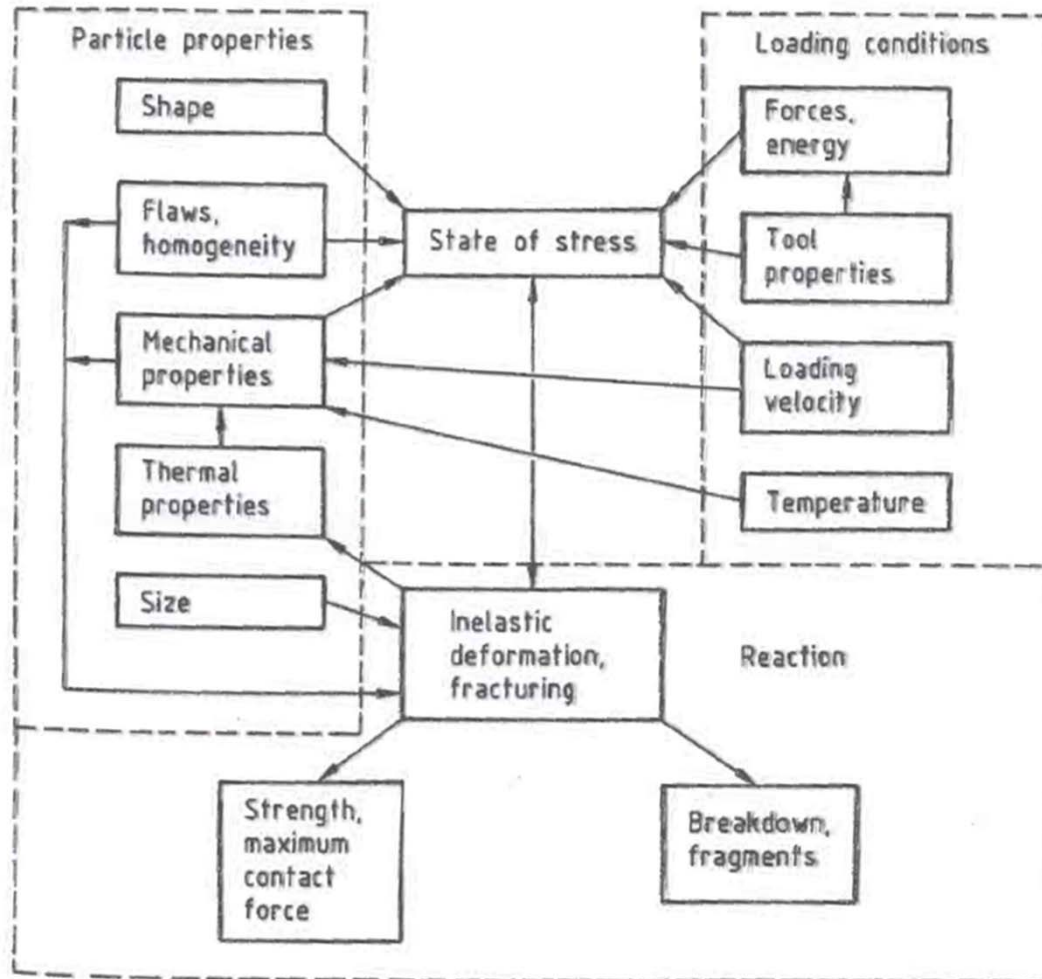 Particle properties
Shape
Flaws,
homogeneity
Mechanical
properties
Thermal
properties
Size
State of stress
Loading conditions
Forces,
energy
Tool
properties
Loading
velocity
Temperature
Inelastic
deformation,
fracturing
Reaction
Strength,
maximum
contact
force
Breakdown,
fragments